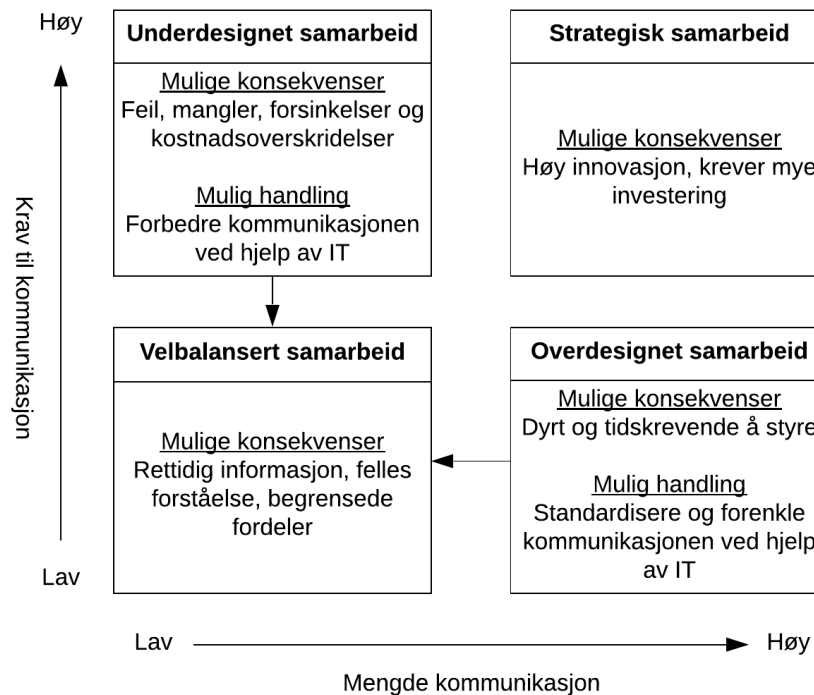 Høy
Underdesignet samarbeid
Mulige konsekvenser
Feil, mangler, forsinkelser og
kostnadsoverskridelser
Mulig handling
Forbedre kommunikasjonen
ved hjelp av IT
Strategisk samarbeid
Mulige konsekvenser
Høy innovasjon, krever mye
investering
Krav til kommunikasjon
Velbalansert samarbeid
Mulige konsekvenser
Rettidig informasjon, felles
forståelse, begrensede
fordeler
Overdesignet samarbeid
Mulige konsekvenser
Dyrt og tidskrevende å styre
Mulig handling
Standardisere og forenkle
kommunikasjonen ved hjelp
av IT
Lav
Lav
Høy
Mengde kommunikasjon